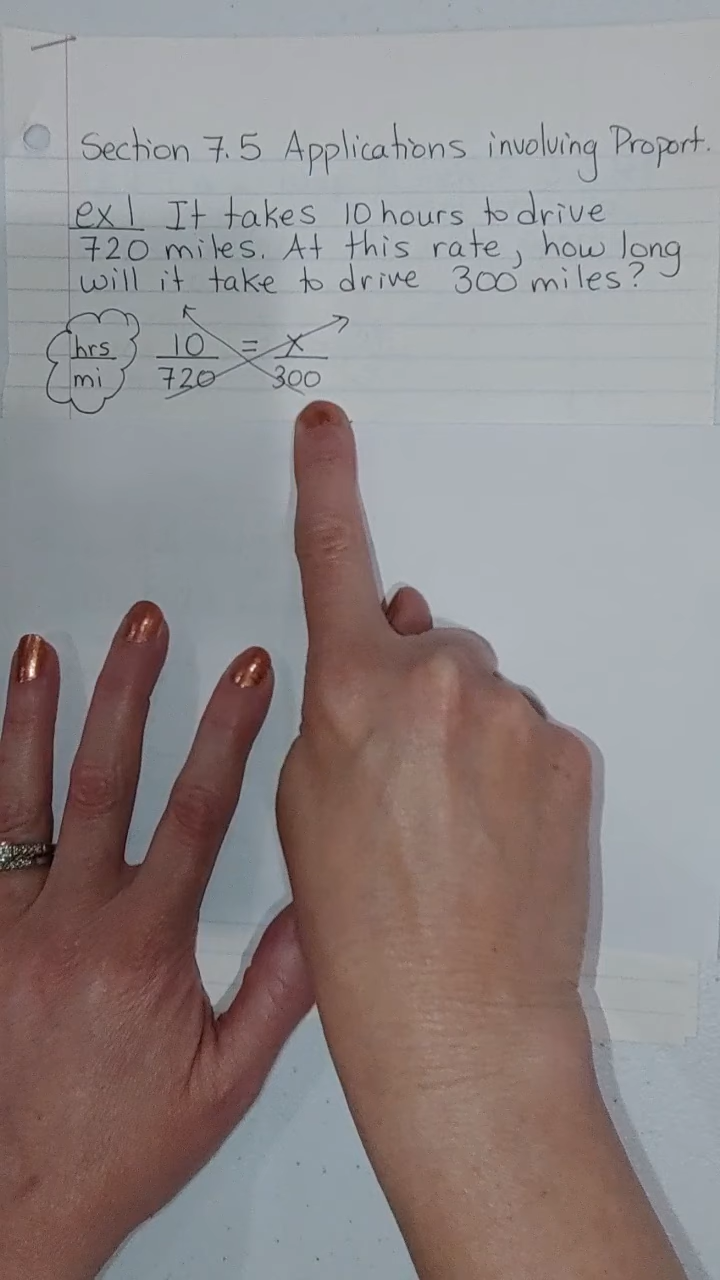 Section 7.5 Applications involving Proport.
ex1 It takes 10 hours to drive
720 miles. At this rate, how long
will it take to drive 300 miles?
hrs 10 = x
mi 720 300